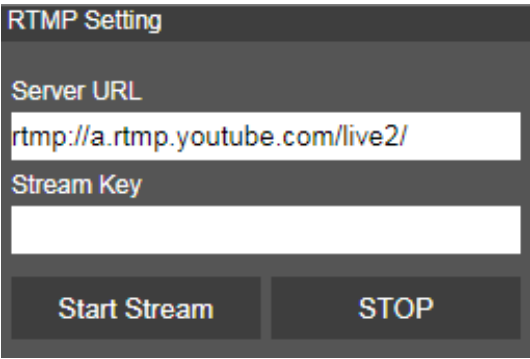 RTMP Setting
Server URL
rtmp://a.rtmp.youtube.com/live2/
Stream Key
Start Stream STOP